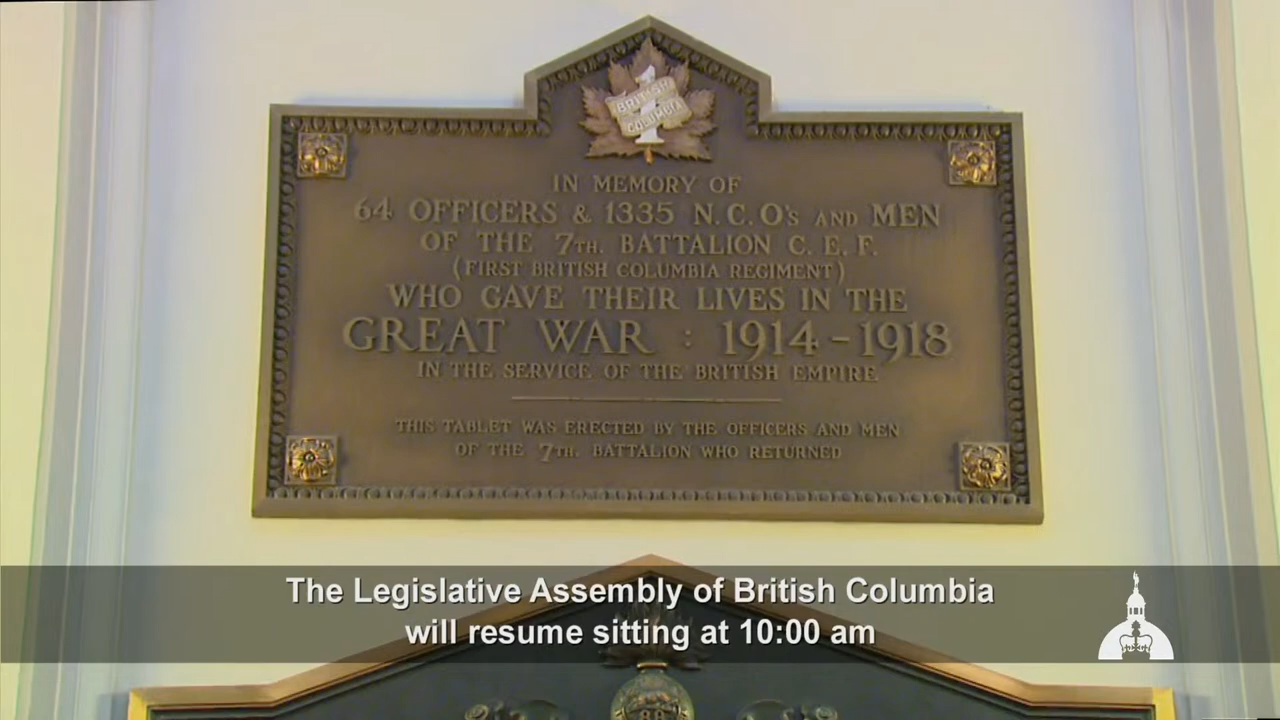 BRITISH
1
COLUMBIA
IN MEMORY OF
64 OFFICERS & 1335 N.C.O's AND MEN
OF THE 7TH. BATTALION C. E. F.
(FIRST BRITISH COLUMBIA REGIMENT)
WHO GAVE THEIR LIVES IN THE
GREAT WAR : 1914-1918
IN THE SERVICE OF THE BRITISH EMPIRE
THIS TABLET WAS ERECTED BY THE OFFICERS AND MEN
OF THE 7TH. BATTALION WHO RETURNED
The Legislative Assembly of British Columbia
will resume sitting at 10:00 am
88